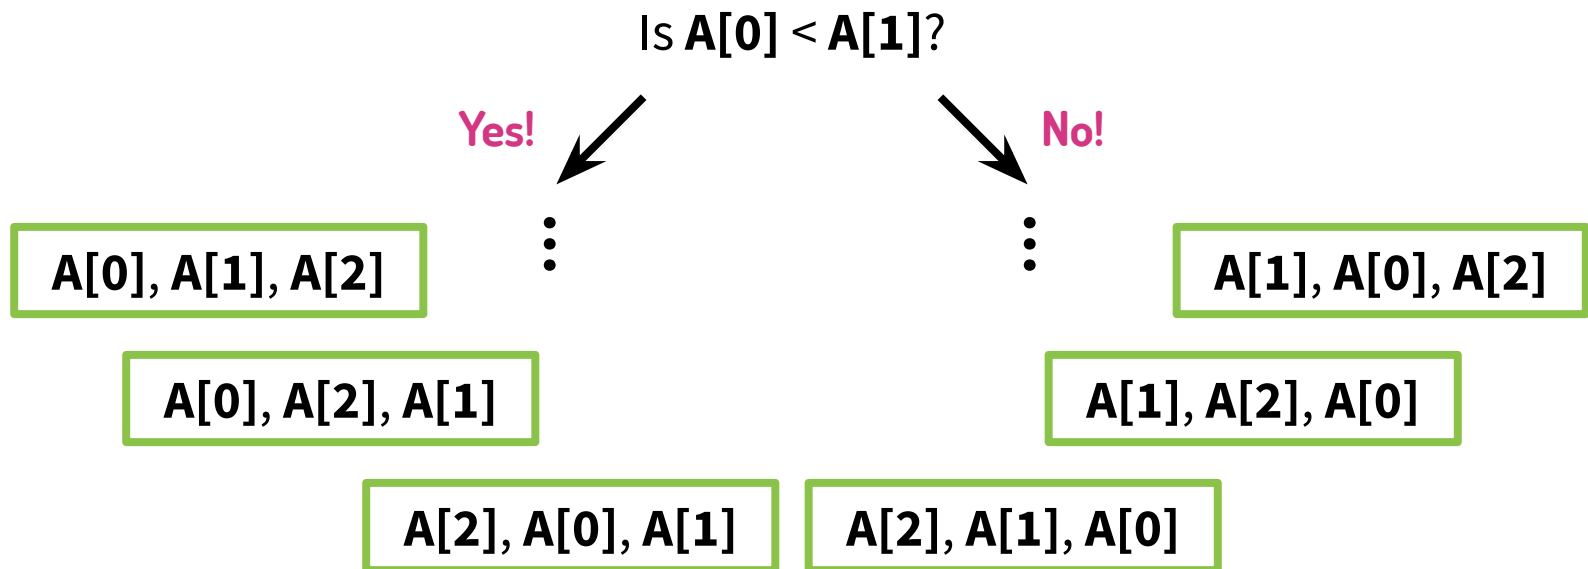 Is A[0] < A[1]?
Yes!
No!
A[0], A[1], A[2]
A[1], A[0], A[2]
A[0], A[2], A[1]
A[1], A[2], A[0]
A[2], A[0], A[1]
A[2], A[1], A[0]